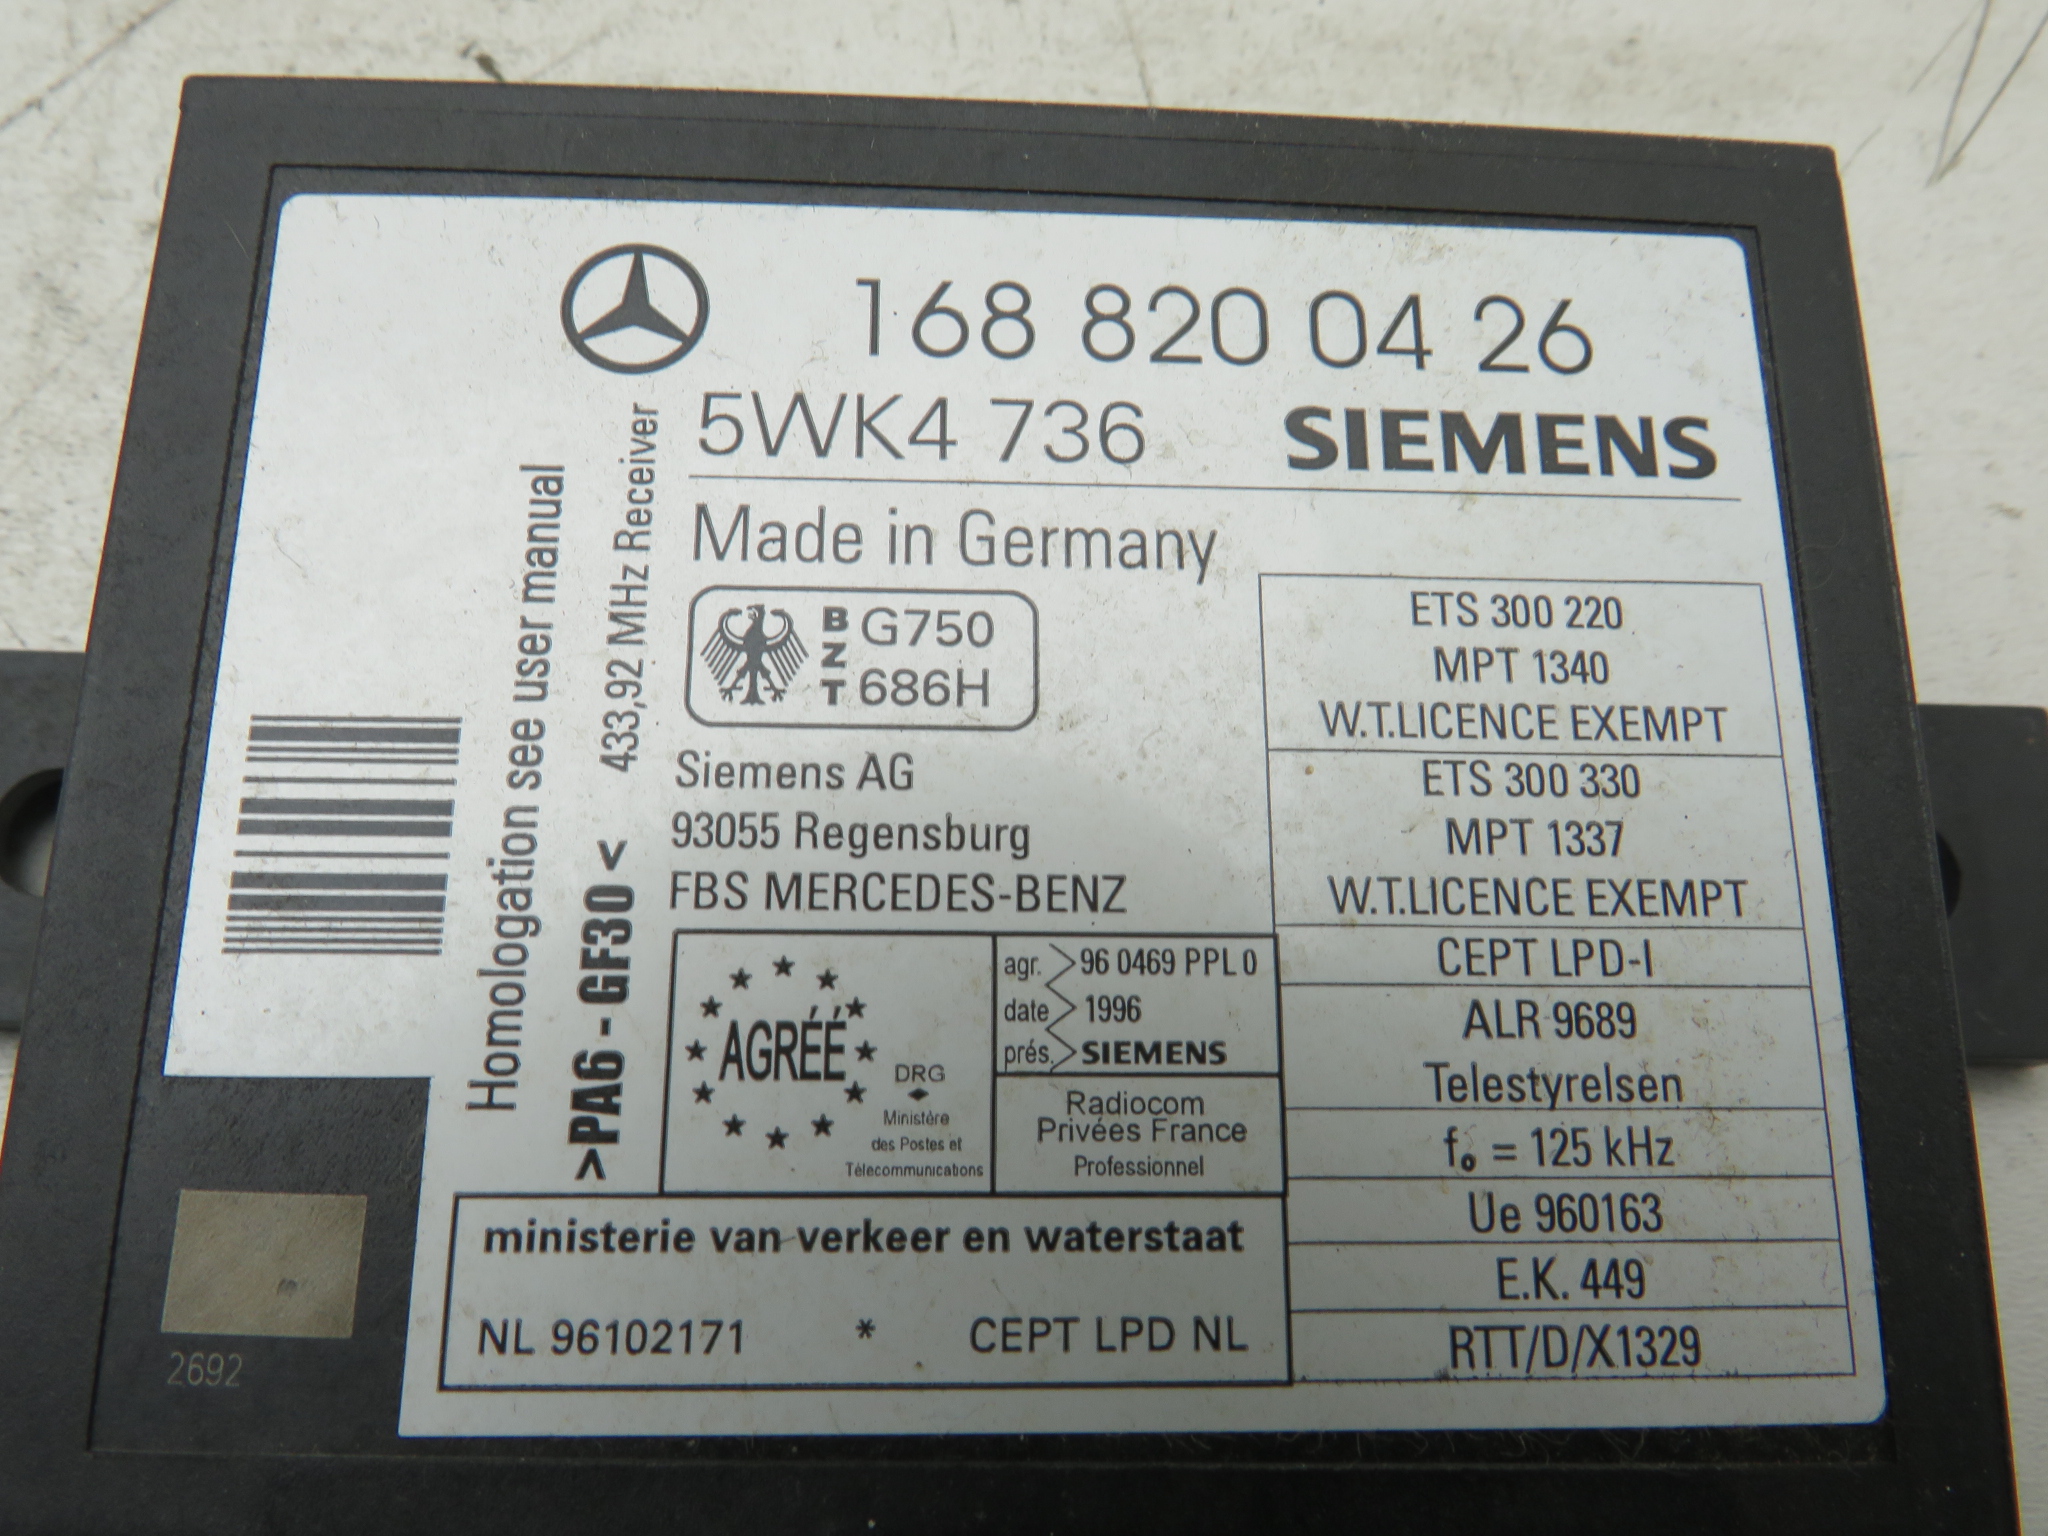 168 820 04 26
5WK4 736 SIEMENS
Made in Germany
BZT G750
686H
Siemens AG
93055 Regensburg
FBS MERCEDES-BENZ
Homologation see user manual
433,92 MHz Receiver
>PA6 - GF30<
AGRÉÉ
DRG
Ministère
des Postes et
Télécommunications
agr. 96 0469 PPL 0
date 1996
prés. SIEMENS
Radiocom
Privées France
Professionnel
ministerie van verkeer en waterstaat
NL 96102171 * CEPT LPD NL
ETS 300 220
MPT 1340
W.T.LICENCE EXEMPT
ETS 300 330
MPT 1337
W.T.LICENCE EXEMPT
CEPT LPD-I
ALR 9689
Telestyrelsen
fo = 125 kHz
Ue 960163
E.K. 449
RTT/D/X1329
2692